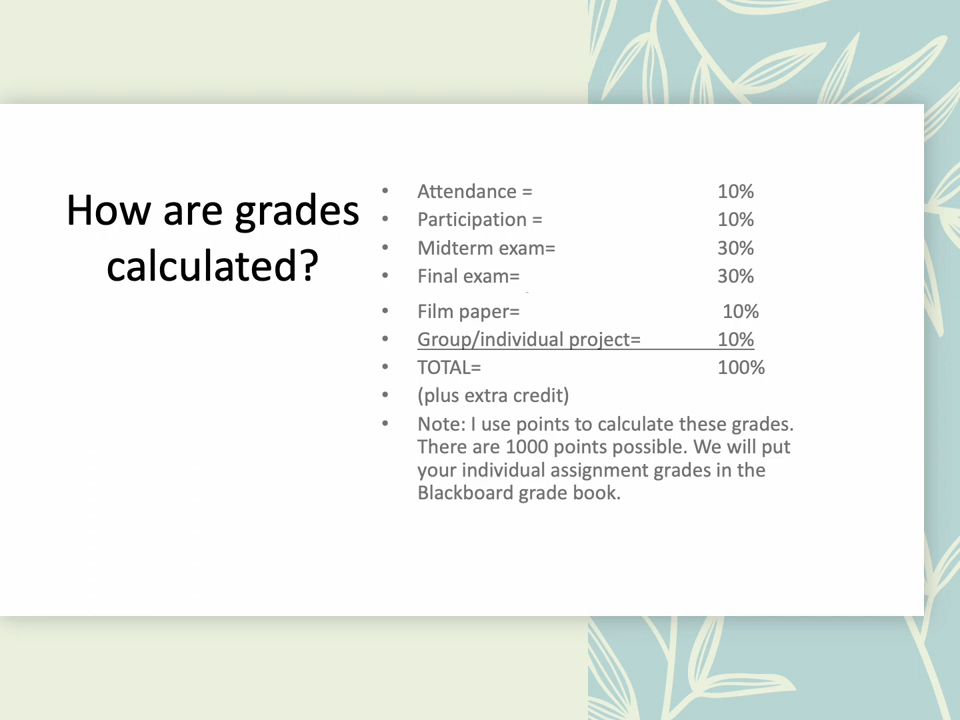 How are grades
calculated?
• Attendance = 10%
• Participation = 10%
• Midterm exam= 30%
• Final exam= 30%
• Film paper= 10%
• Group/individual project= 10%
• TOTAL= 100%
• (plus extra credit)
• Note: I use points to calculate these grades.
There are 1000 points possible. We will put
your individual assignment grades in the
Blackboard grade book.